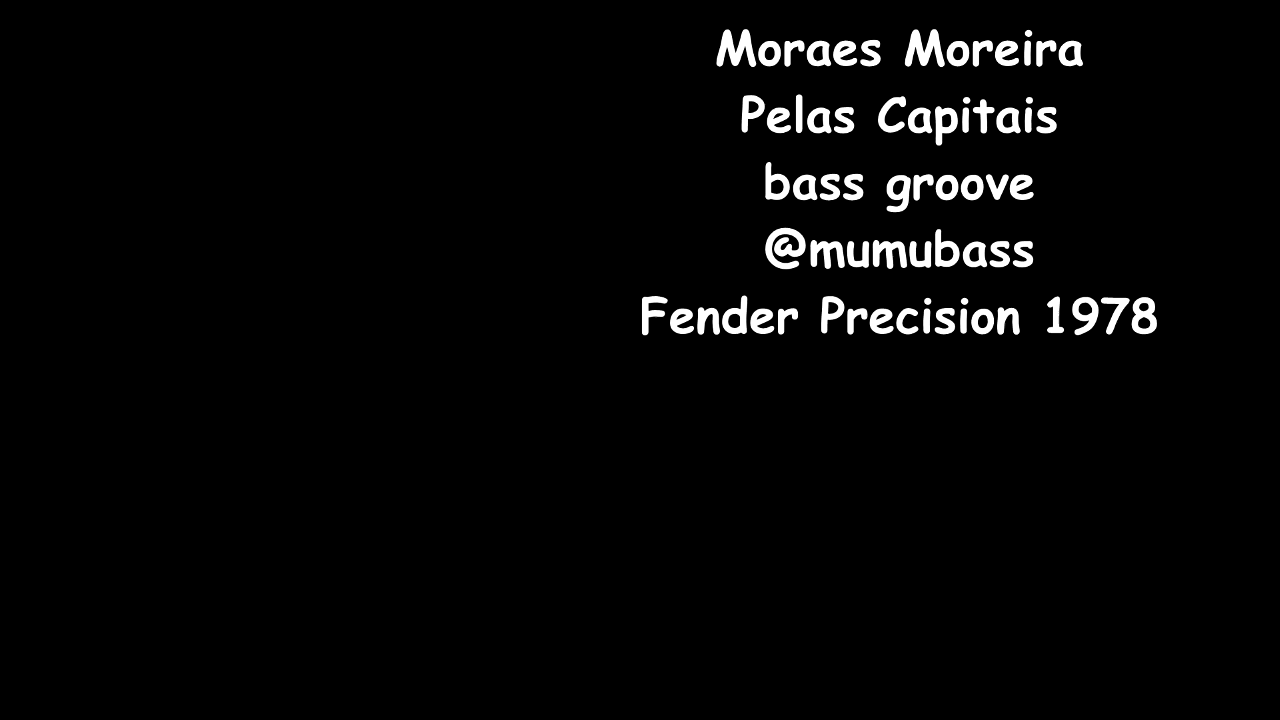 Moraes Moreira
Pelas Capitais
bass groove
@mumubass
Fender Precision 1978